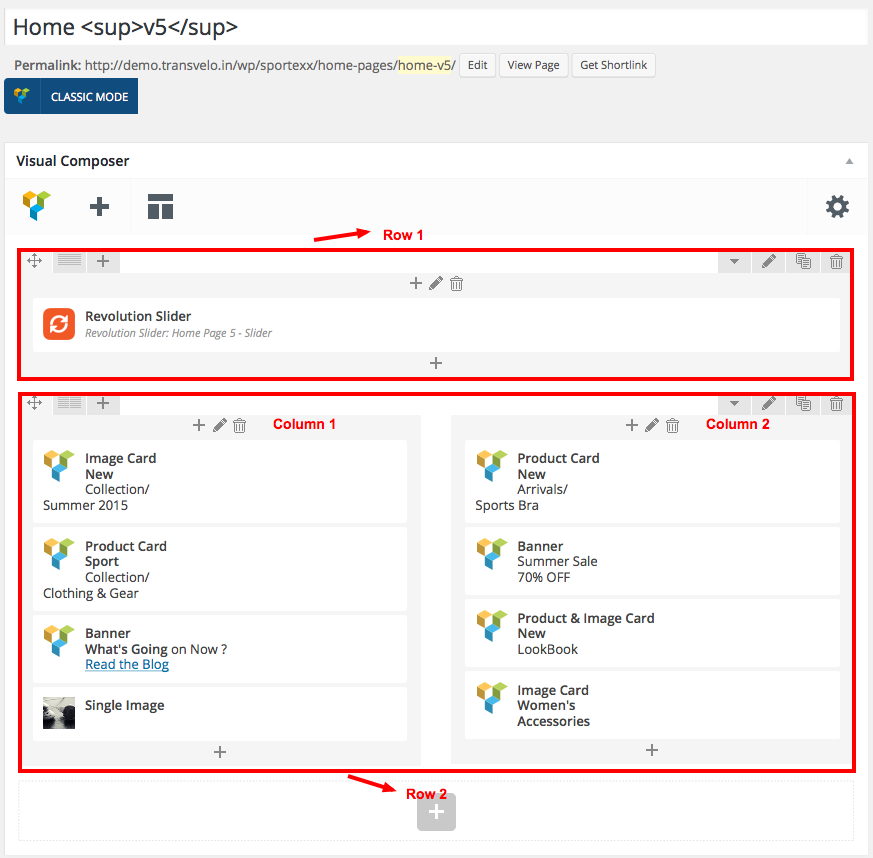 Home <sup>v5</sup>
Permalink: http://demo.transvelo.in/wp/sportexx/home-pages/home-v5/ Edit View Page Get Shortlink
CLASSIC MODE
Visual Composer
Row 1
Revolution Slider
Revolution Slider: Home Page 5 - Slider
Column 1
Image Card
New
Collection/
Summer 2015
Product Card
Sport
Collection/
Clothing & Gear
Banner
What's Going on Now ?
Read the Blog
Single Image
Column 2
Product Card
New
Arrivals/
Sports Bra
Banner
Summer Sale
70% OFF
Product & Image Card
New
LookBook
Image Card
Women's
Accessories
Row 2